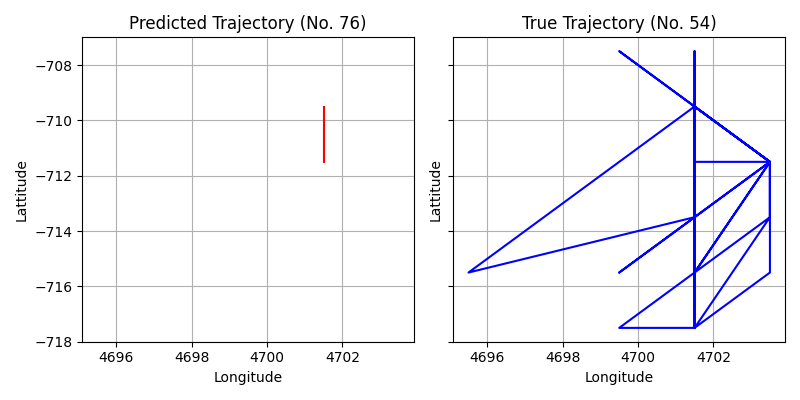 Predicted Trajectory (No. 76)
True Trajectory (No. 54)
−708
−710
−712
−714
−716
−718
Lattitude
Lattitude
4696
4698
4700
4702
4696
4698
4700
4702
Longitude
Longitude